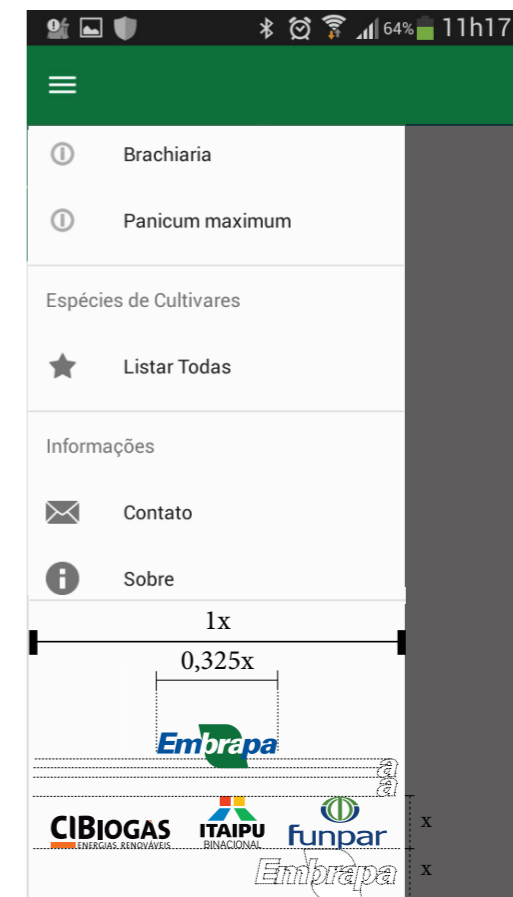 64% 11h17
Brachiaria
Panicum maximum
Espécies de Cultivares
Listar Todas
Informações
Contato
Sobre
1x
0,325x
Embrapa
a
a
CIBIOGÁS
ENERGIAS RENOVÁVEIS
ITAIPU
BINACIONAL
funpar
x
Embrapa
x